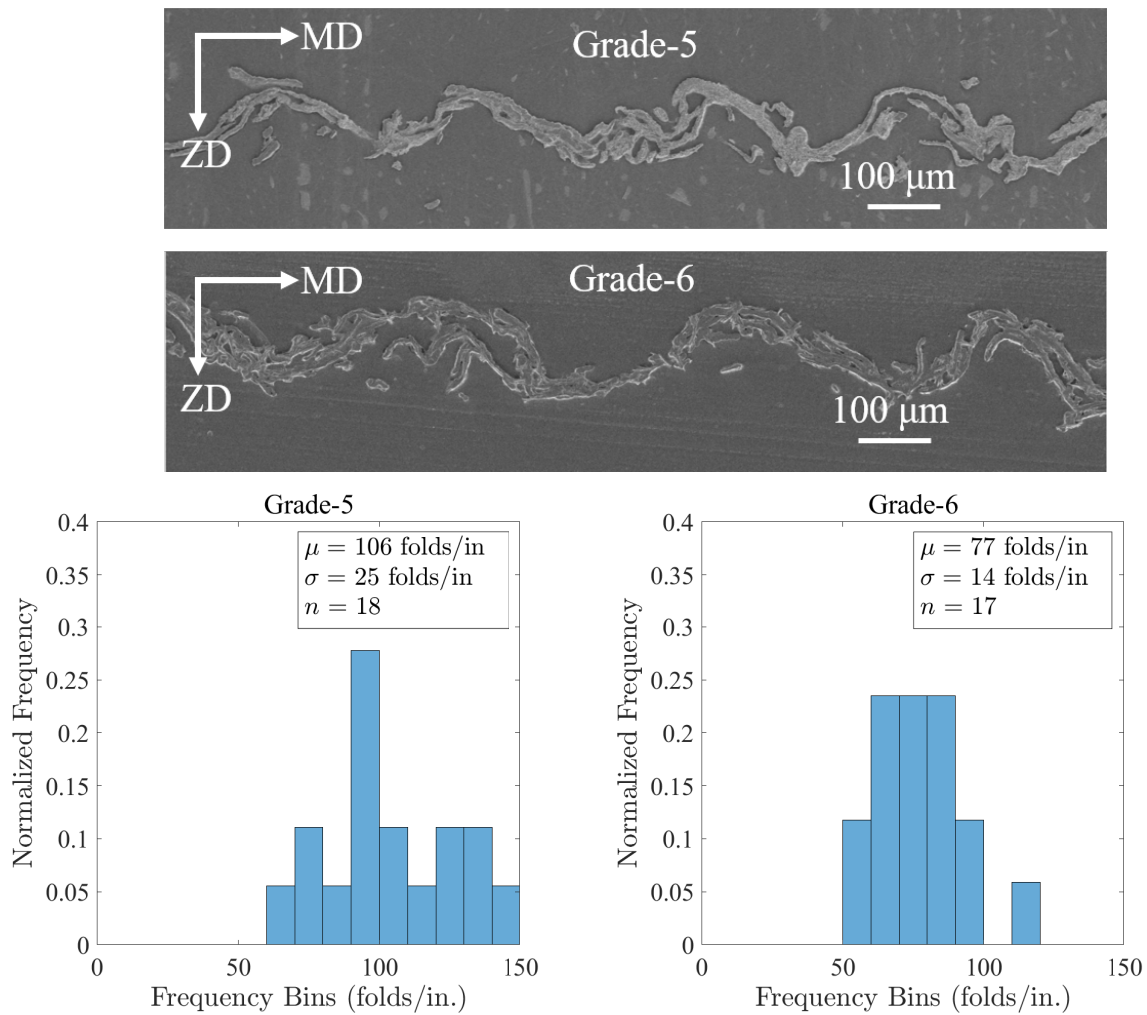 MD
Grade-5
ZD
100 μm
MD
Grade-6
ZD
100 μm
Grade-5
0.4
0.35
0.3
0.25
0.2
0.15
0.1
0.05
0
Normalized Frequency
μ = 106 folds/in
σ = 25 folds/in
n = 18
0 50 100 150
Frequency Bins (folds/in.)
Grade-6
0.4
0.35
0.3
0.25
0.2
0.15
0.1
0.05
0
Normalized Frequency
μ = 77 folds/in
σ = 14 folds/in
n = 17
0 50 100 150
Frequency Bins (folds/in.)